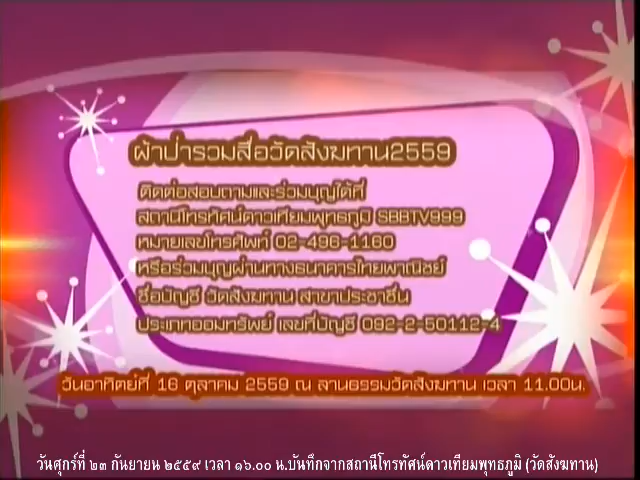 ผ้าป่ารวมสื่อวัดสังฆทาน2559
ติดต่อสอบถามและร่วมบุญได้ที่
สถานีโทรทัศน์ดาวเทียมพุทธภูมิ SBBTV999
หมายเลขโทรศัพท์ 02-496-1160
หรือร่วมบุญผ่านทางธนาคารไทยพาณิชย์
ชื่อบัญชี วัดสังฆทาน สาขาประชาชื่น
ประเภทออมทรัพย์ เลขที่บัญชี 092-2-50112-4
วันอาทิตย์ที่ 16 ตุลาคม 2559 ณ ลานธรรมวัดสังฆทาน เวลา 11.00น.
วันศุกร์ที่ ๒๓ กันยายน ๒๕๕๙ เวลา ๑๖.๐๐ น.บันทึกจากสถานีโทรทัศน์ดาวเทียมพุทธภูมิ (วัดสังฆทาน)